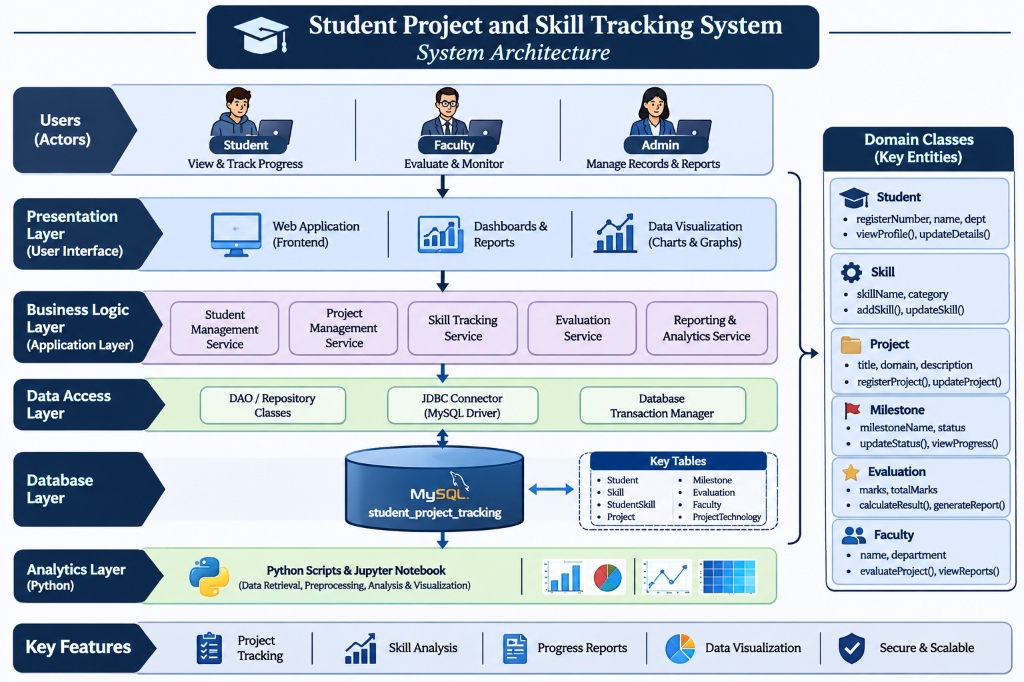 Student Project and Skill Tracking System
System Architecture
Users
(Actors)
Student
View & Track Progress
Faculty
Evaluate & Monitor
Admin
Manage Records & Reports
Presentation
Layer
(User Interface)
Web Application
(Frontend)
Dashboards &
Reports
Data Visualization
(Charts & Graphs)
Business Logic
Layer
(Application Layer)
Student
Management
Service
Project
Management
Service
Skill Tracking
Service
Evaluation
Service
Reporting &
Analytics Service
Data Access
Layer
DAO / Repository
Classes
JDBC Connector
(MySQL Driver)
Database
Transaction Manager
Database
Layer
MySQL.
student_project_tracking
Key Tables
• Student
• Skill
• StudentSkill
• Project
• Milestone
• Evaluation
• Faculty
• ProjectTechnology
Analytics Layer
(Python)
Python Scripts & Jupyter Notebook
(Data Retrieval, Preprocessing, Analysis & Visualization)
Domain Classes
(Key Entities)
Student
• registerNumber, name, dept
• viewProfile(), updateDetails()
Skill
• skillName, category
• addSkill(), updateSkill()
Project
• title, domain, description
• registerProject(), updateProject()
Milestone
• milestoneName, status
• updateStatus(), viewProgress()
Evaluation
• marks, totalMarks
• calculateResult(), generateReport()
Faculty
• name, department
• evaluateProject(), viewReports()
Key Features
Project
Tracking
Skill Analysis
Progress Reports
Data Visualization
Secure & Scalable